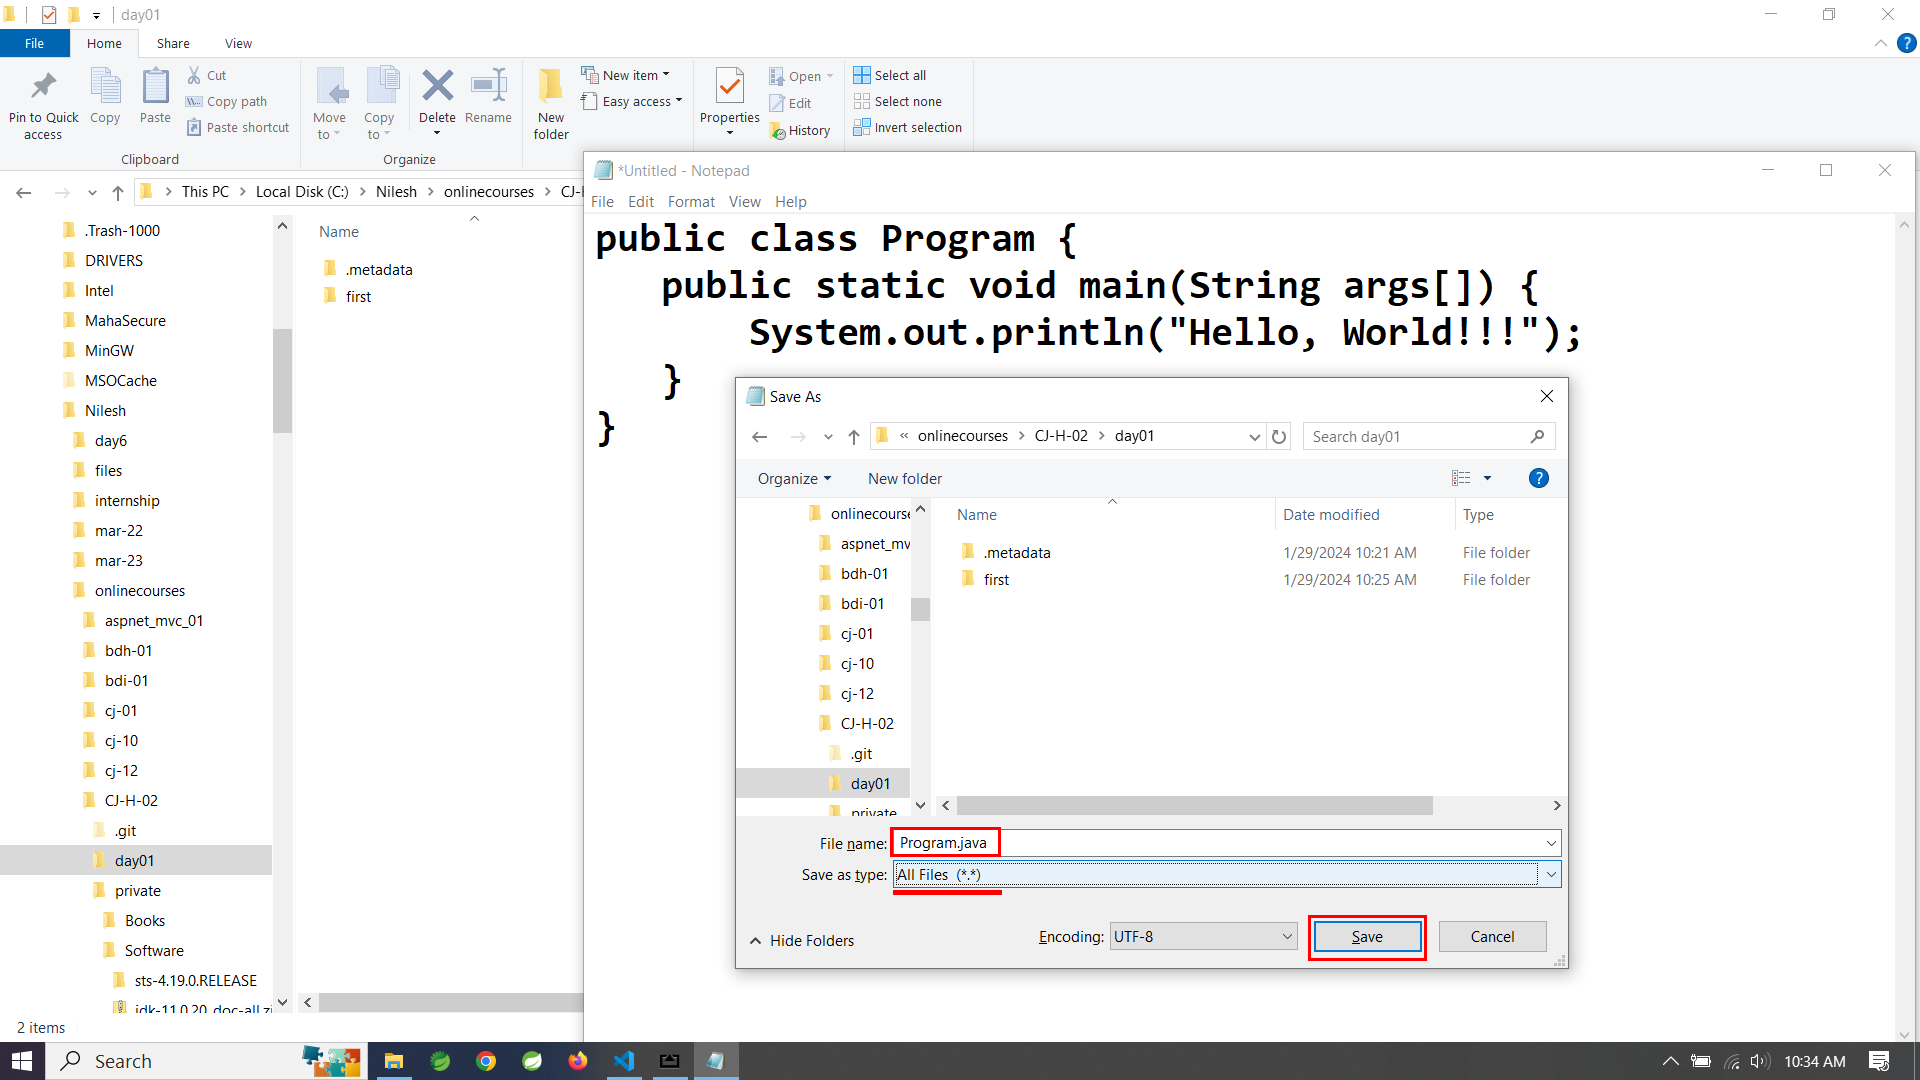 day01
File Home Share View
Pin to Quick access
Copy
Paste
Cut
Copy path
Paste shortcut
Clipboard
Move to
Copy to
Delete
Rename
Organize
New folder
New item
Easy access
Properties
Open
Edit
History
Select all
Select none
Invert selection
This PC Local Disk (C:) Nilesh onlinecourses
.Trash-1000
DRIVERS
Intel
MahaSecure
MinGW
MSOCache
Nilesh
day6
files
internship
mar-22
mar-23
onlinecourses
aspnet_mvc_01
bdh-01
bdi-01
cj-01
cj-10
cj-12
CJ-H-02
.git
day01
private
Books
Software
sts-4.19.0.RELEASE
Name
.metadata
first
2 items
*Untitled - Notepad
File Edit Format View Help
public class Program {
public static void main(String args[]) {
System.out.println("Hello, World!!!");
}
}
Save As
« onlinecourses CJ-H-02 day01
Search day01
Organize New folder
onlinecourse
aspnet_mv
bdh-01
bdi-01
cj-01
cj-10
cj-12
CJ-H-02
.git
day01
private
Name Date modified Type
.metadata 1/29/2024 10:21 AM File folder
first 1/29/2024 10:25 AM File folder
File name: Program.java
Save as type: All Files (*.*)
Hide Folders
Encoding: UTF-8
Save
Cancel
Search
10:34 AM